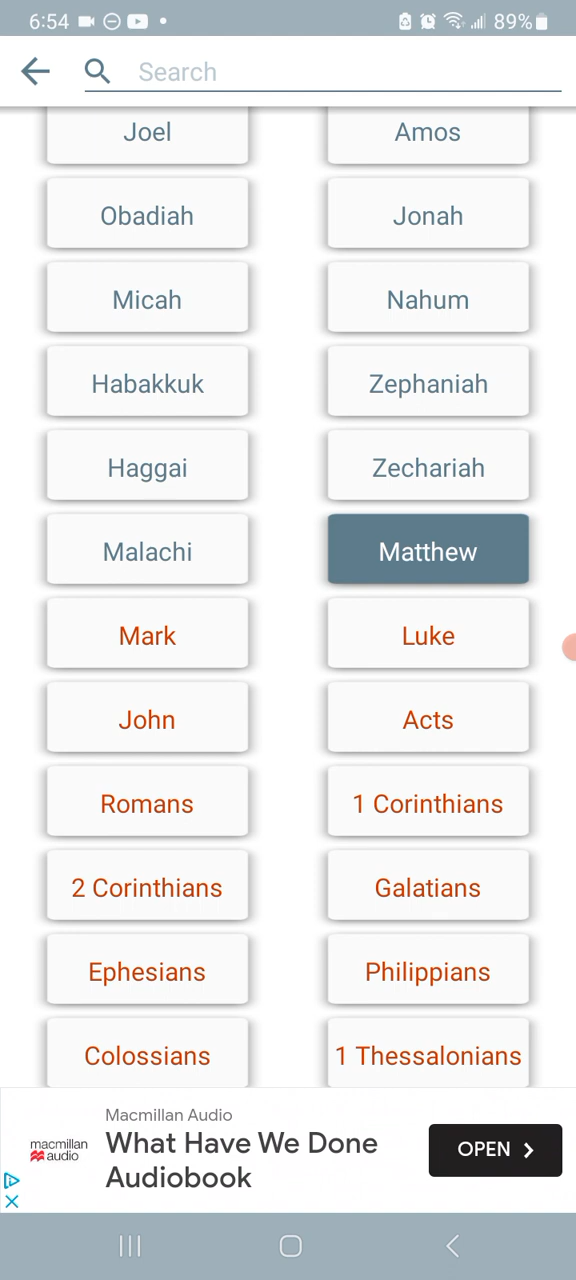 6:54 89%
Search
Joel Amos
Obadiah Jonah
Micah Nahum
Habakkuk Zephaniah
Haggai Zechariah
Malachi Matthew
Mark Luke
John Acts
Romans 1 Corinthians
2 Corinthians Galatians
Ephesians Philippians
Colossians 1 Thessalonians
Macmillan Audio
macmillan
audio
What Have We Done
Audiobook
OPEN